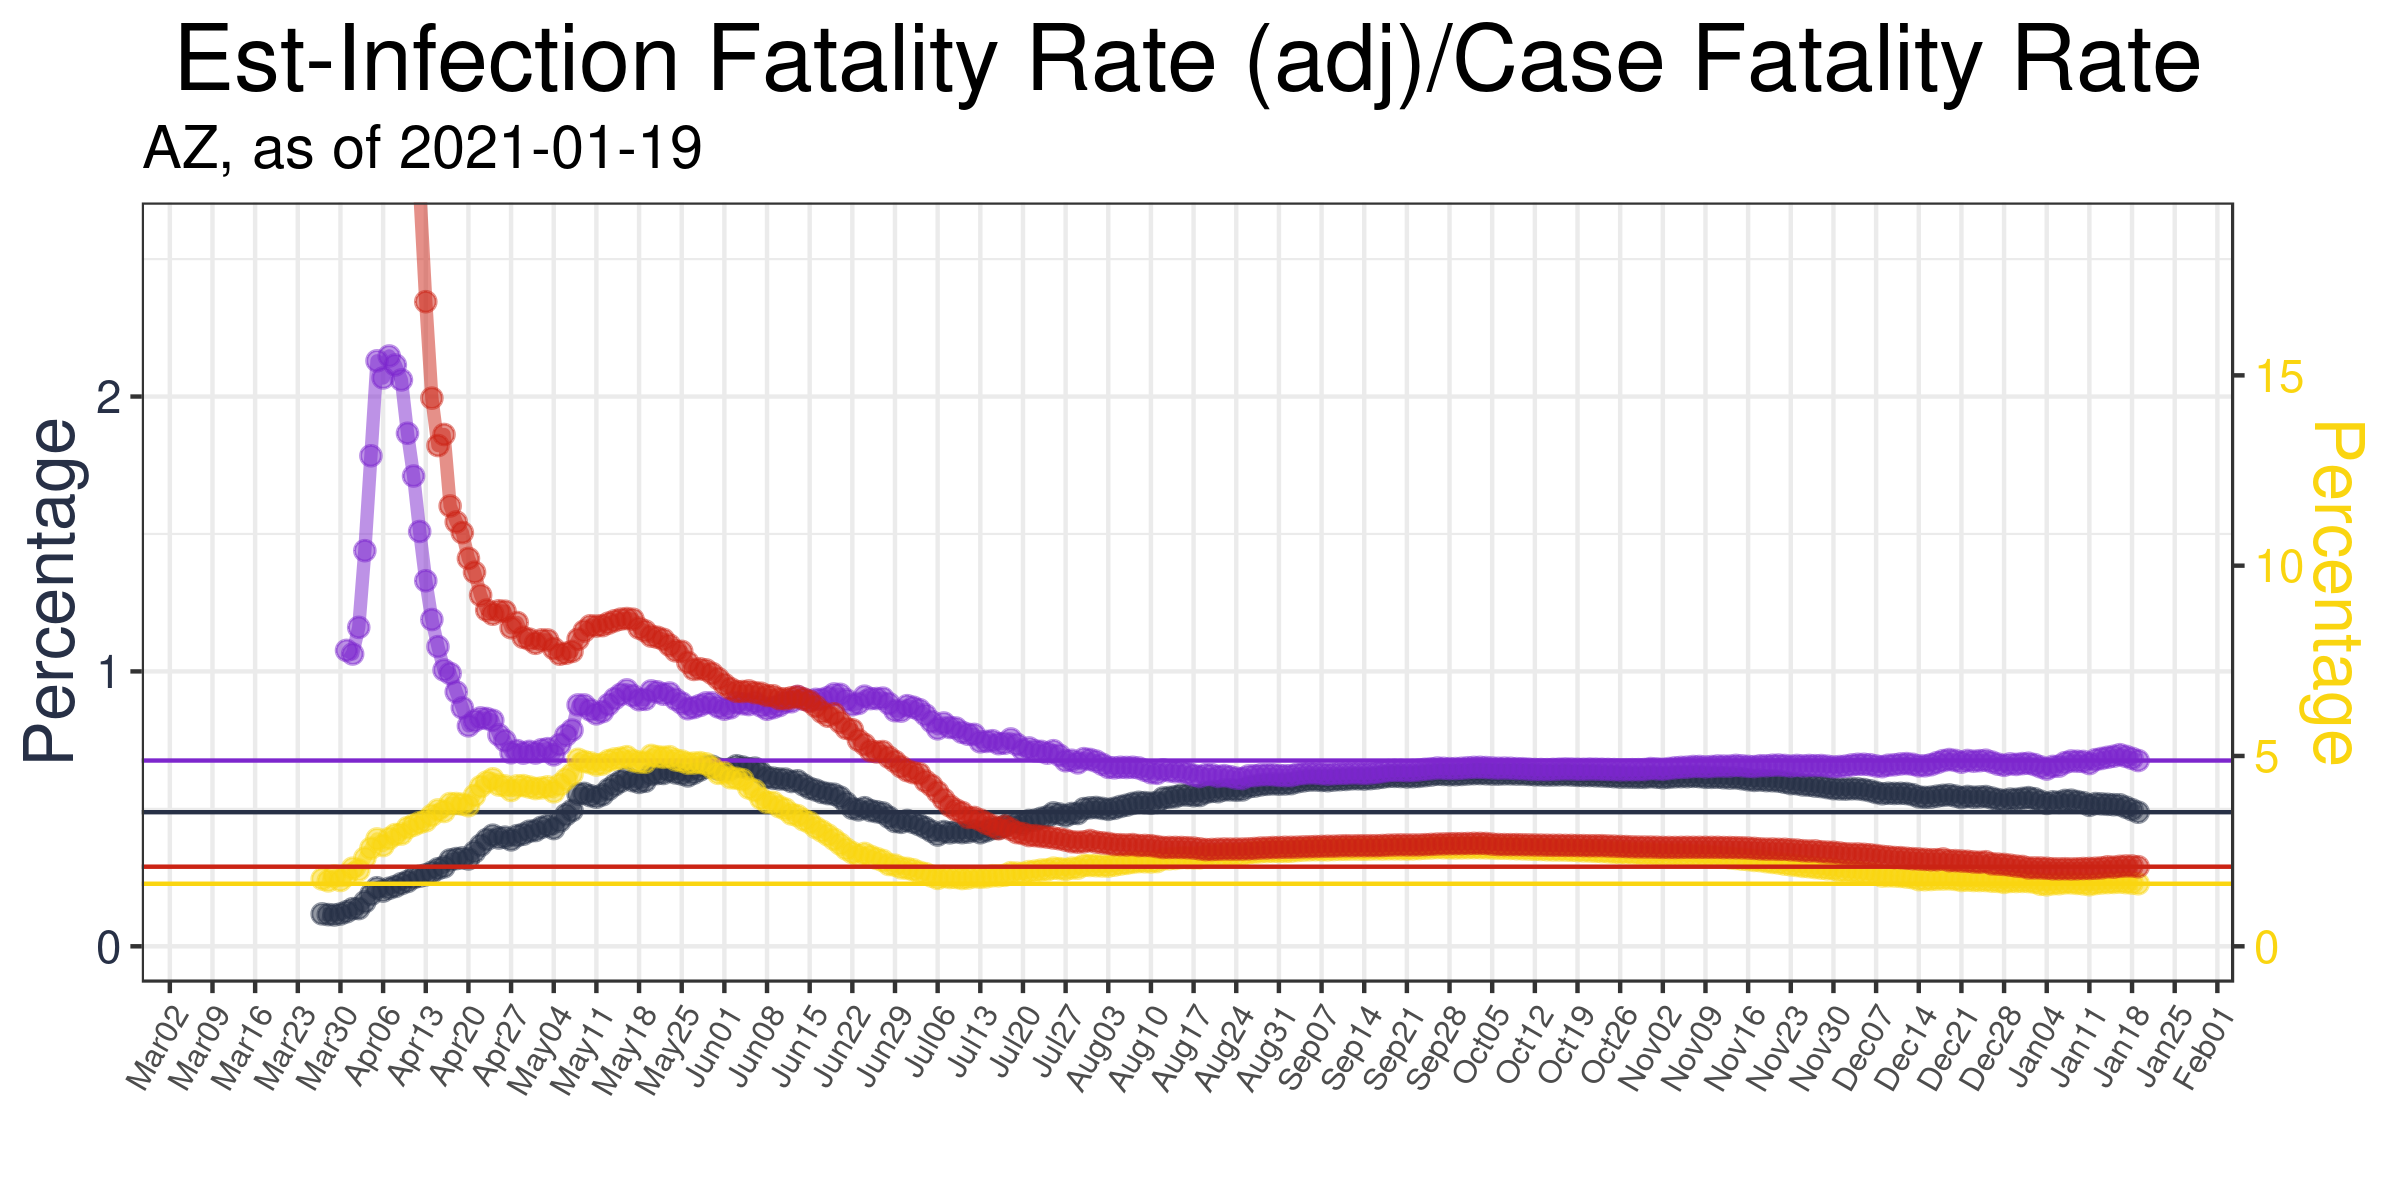 Est-Infection Fatality Rate (adj)/Case Fatality Rate
AZ, as of 2021-01-19
Percentage
2
1
0
15
10
5
0
Percentage
Mar02
Mar09
Mar16
Mar23
Mar30
Apr06
Apr13
Apr20
Apr27
May04
May11
May18
May25
Jun01
Jun08
Jun15
Jun22
Jun29
Jul06
Jul13
Jul20
Jul27
Aug03
Aug10
Aug17
Aug24
Aug31
Sep07
Sep14
Sep21
Sep28
Oct05
Oct12
Oct19
Oct26
Nov02
Nov09
Nov16
Nov23
Nov30
Dec07
Dec14
Dec21
Dec28
Jan04
Jan11
Jan18
Jan25
Feb01